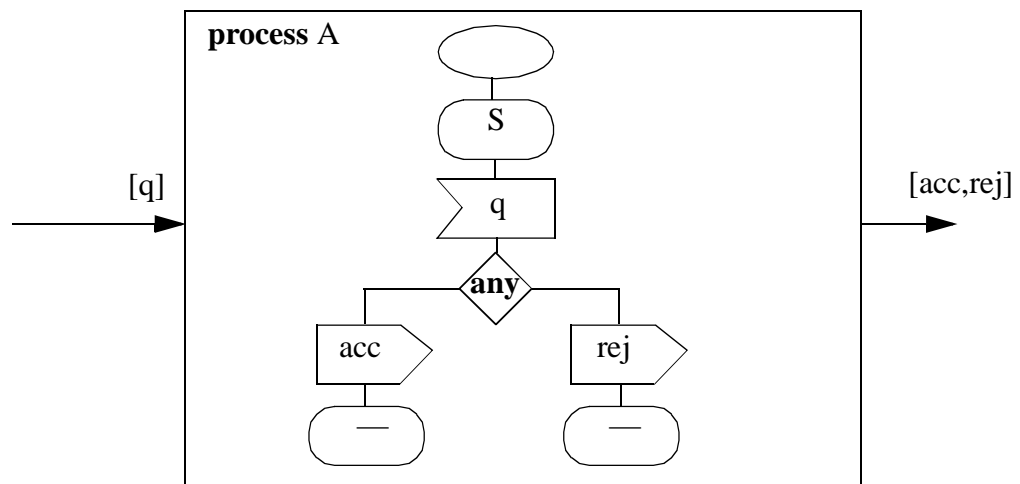 process A
S
[q]
[acc,rej]
q
any
acc
rej
—
—